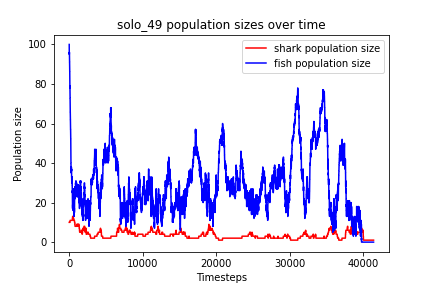 solo_49 population sizes over time
shark population size
fish population size
Population size
100
80
60
40
20
0
0
10000
20000
30000
40000
Timesteps